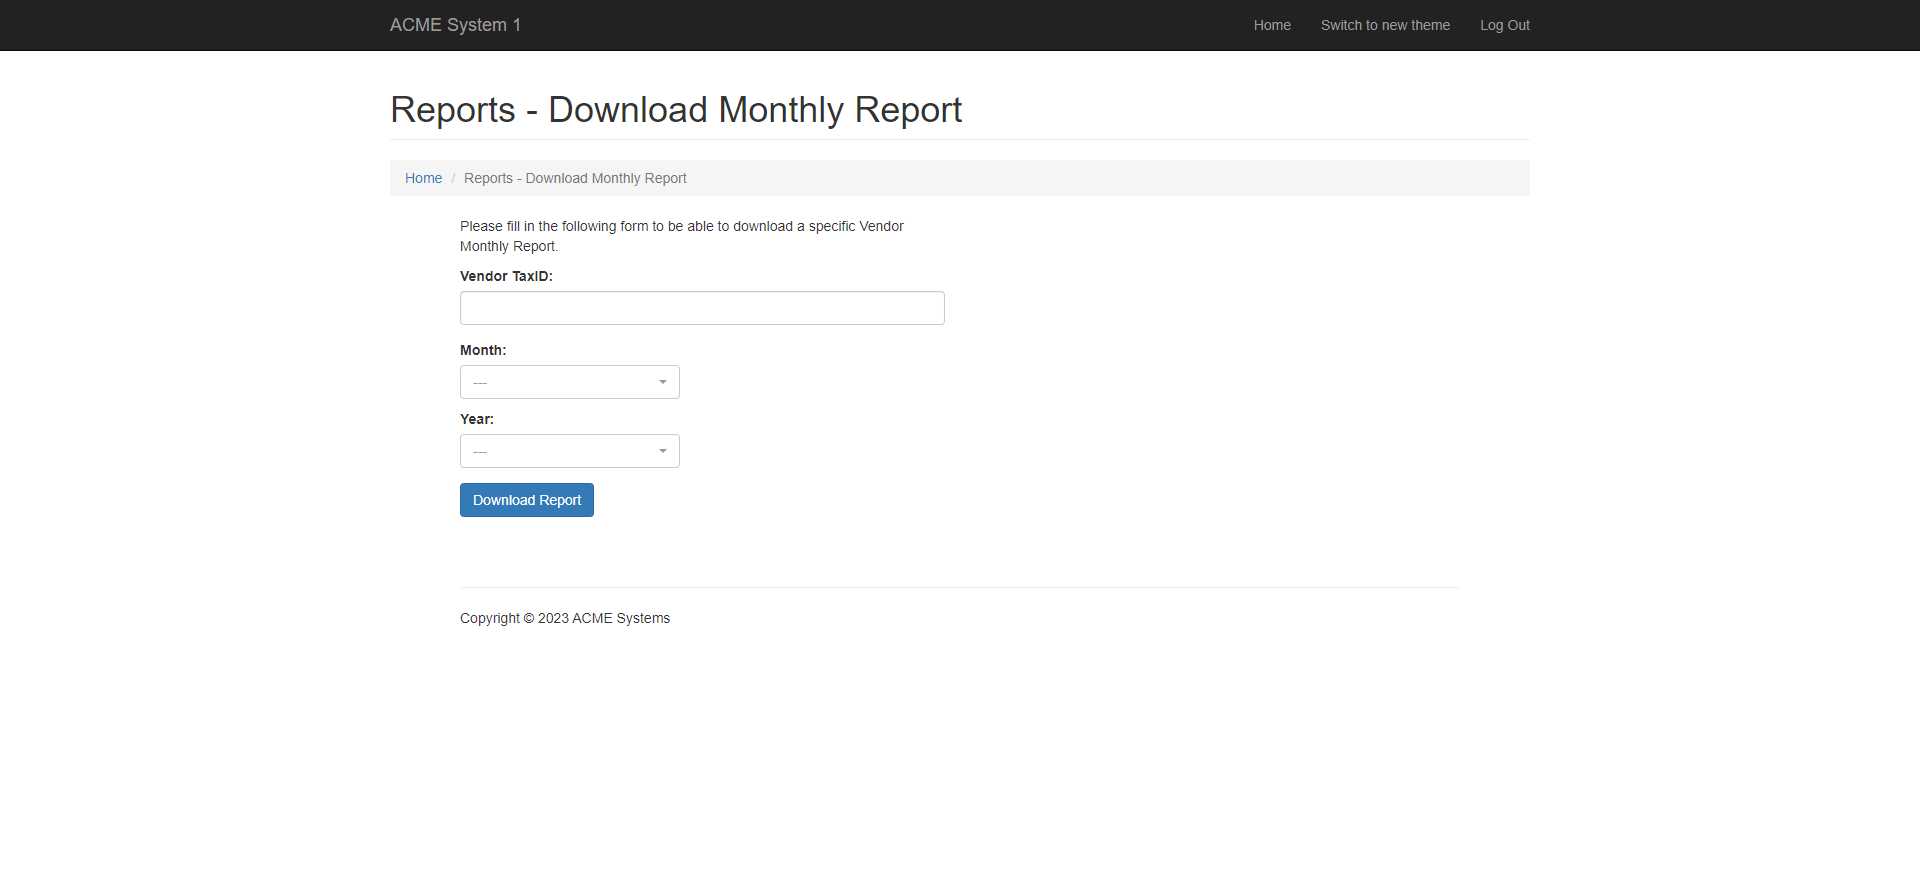 ACME System 1
Home
Switch to new theme
Log Out
Reports - Download Monthly Report
Home / Reports - Download Monthly Report
Please fill in the following form to be able to download a specific Vendor
Monthly Report.
Vendor TaxID:
Month:
---
Year:
---
Download Report
Copyright © 2023 ACME Systems